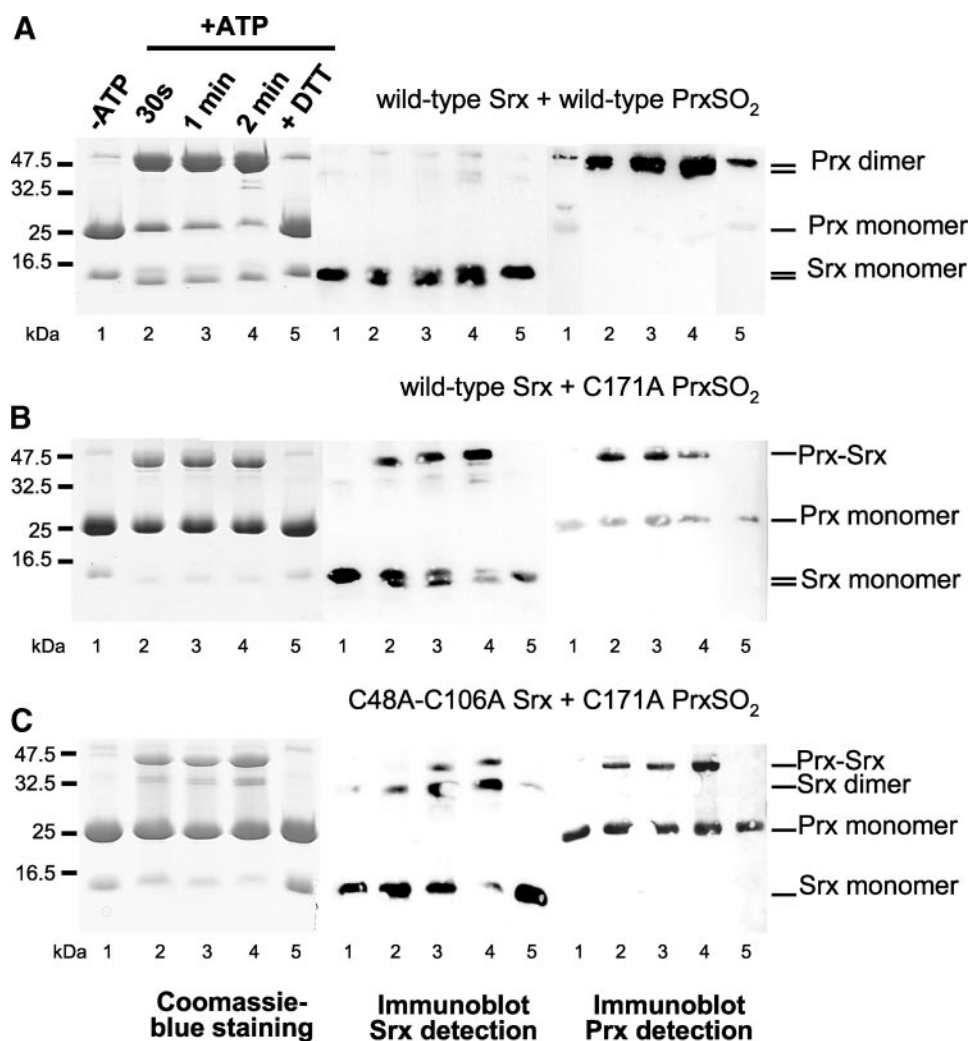 A
+ATP
-ATP
30s
1 min
2 min
+ DTT
wild-type Srx + wild-type PrxSO2
47.5
32.5
25
16.5
Prx dimer
Prx monomer
Srx monomer
kDa 1 2 3 4 5 1 2 3 4 5 1 2 3 4 5
wild-type Srx + C171A PrxSO2
B
47.5
32.5
25
16.5
Prx-Srx
Prx monomer
Srx monomer
kDa 1 2 3 4 5 1 2 3 4 5 1 2 3 4 5
C48A-C106A Srx + C171A PrxSO2
C
47.5
32.5
25
16.5
Prx-Srx
Srx dimer
Prx monomer
Srx monomer
kDa 1 2 3 4 5 1 2 3 4 5 1 2 3 4 5
Coomassie-
blue staining
Immunoblot
Srx detection
Immunoblot
Prx detection